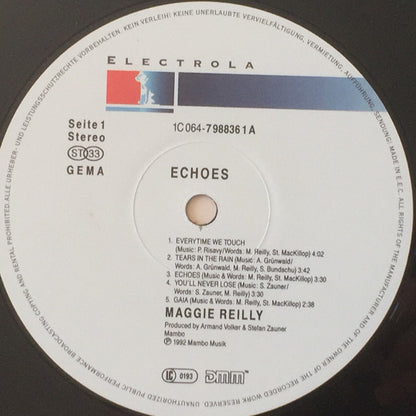 ELECTROLA
Seite 1
Stereo
ST33
GEMA
1C 064-7 98836 1 A
ECHOES
1. EVERYTIME WE TOUCH
(Music: P. Risavy/Words: M. Reilly, St. MacKillop) 4:02
2. TEARS IN THE RAIN (Music: A. Grünwald/
Words: A. Grünwald, M. Reilly, S. Bundschu) 3:42
3. ECHOES (Music & Words: M. Reilly, St. MacKillop) 3:30
4. YOU'LL NEVER LOSE (Music: S. Zauner/
Words: S. Zauner, M. Reilly) 3:30
5. GAIA (Music & Words: M. Reilly, St. MacKillop) 2:38
MAGGIE REILLY
Produced by Armand Volker & Stefan Zauner
Mambo
℗ 1992 Mambo Musik
LC 0193
DMM
ALLE URHEBER- UND LEISTUNGSSCHUTZRECHTE VORBEHALTEN. KEIN VERLEIH! KEINE UNERLAUBTE VERVIELFÄLTIGUNG, VERMIETUNG, AUFFÜHRUNG, SENDUNG! MADE IN E.E.C. ALL RIGHTS OF THE MANUFACTURER AND OF THE OWNER OF THE RECORDED WORK RESERVED. UNAUTHORIZED PUBLIC PERFORMANCE BROADCASTING COPYING AND RENTAL PROHIBITED.